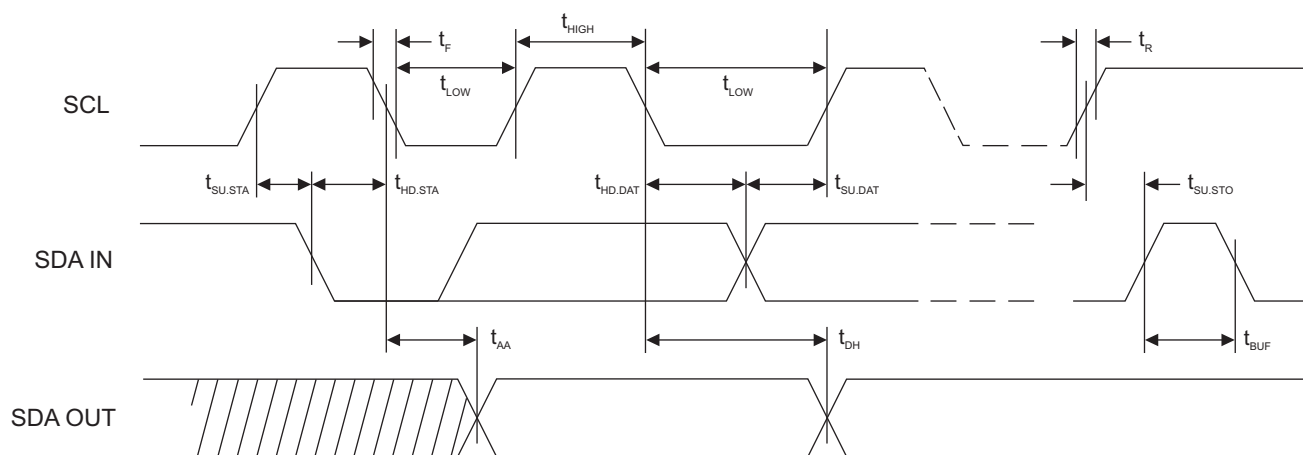 tHIGH
tF
tR
tLOW
tLOW
SCL
tSU.STA
tHD.STA
tHD.DAT
tSU.DAT
tSU.STO
SDA IN
tAA
tDH
tBUF
SDA OUT